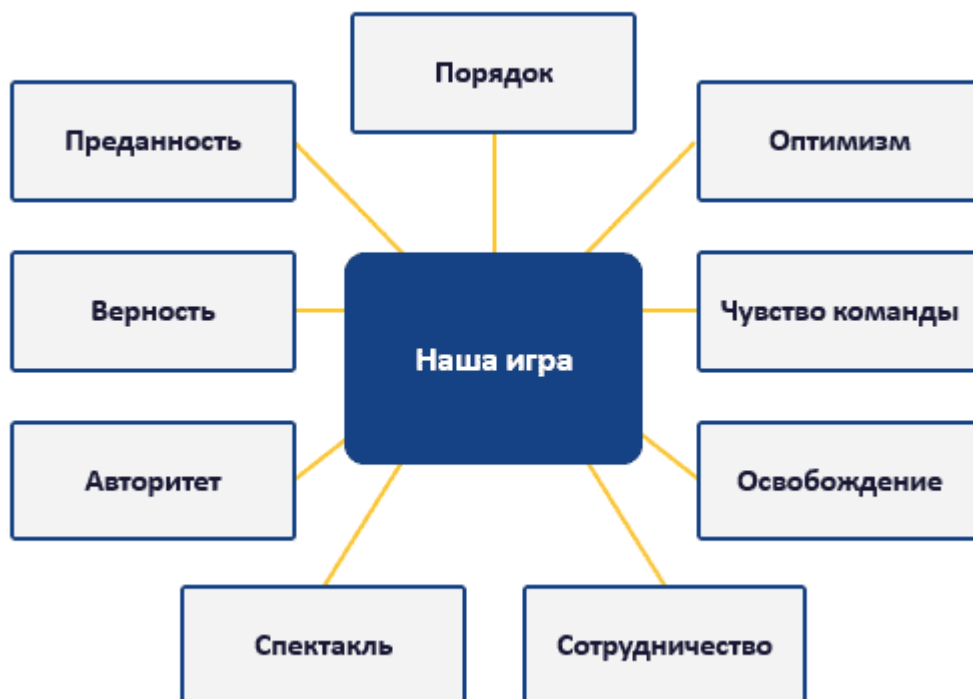 Порядок
Преданность
Оптимизм
Верность
Чувство команды
Наша игра
Авторитет
Освобождение
Спектакль
Сотрудничество